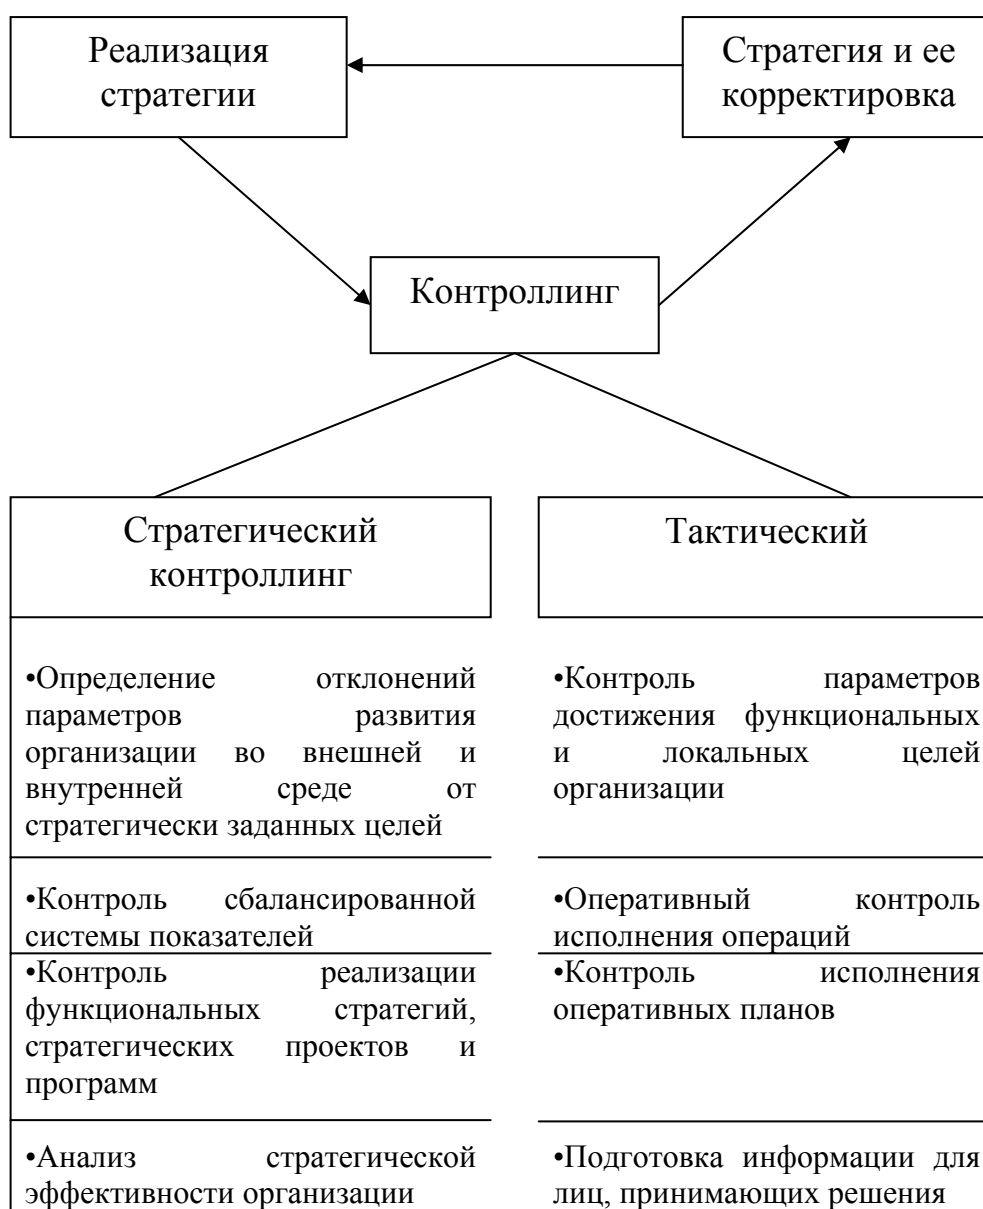 Реализация
стратегии
Стратегия и ее
корректировка
Контроллинг
Стратегический
контроллинг
•Определение отклонений
параметров развития
организации во внешней и
внутренней среде от
стратегически заданных целей
•Контроль сбалансированной
системы показателей
•Контроль реализации
функциональных стратегий,
стратегических проектов и
программ
•Анализ стратегической
эффективности организации
Тактический
•Контроль параметров
достижения функциональных
и локальных целей
организации
•Оперативный контроль
исполнения операций
•Контроль исполнения
оперативных планов
•Подготовка информации для
лиц, принимающих решения